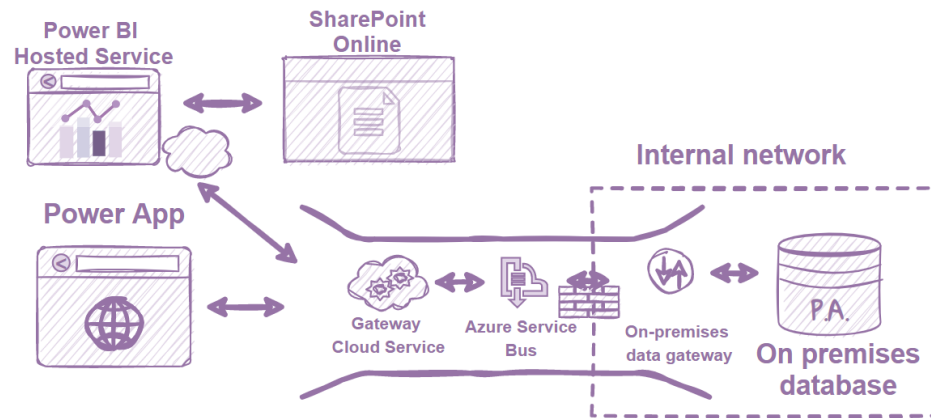 Power BI
Hosted Service
SharePoint
Online
Internal network
Power App
Gateway
Cloud Service
Azure Service
Bus
On-premises
data gateway
P.A.
On premises
database